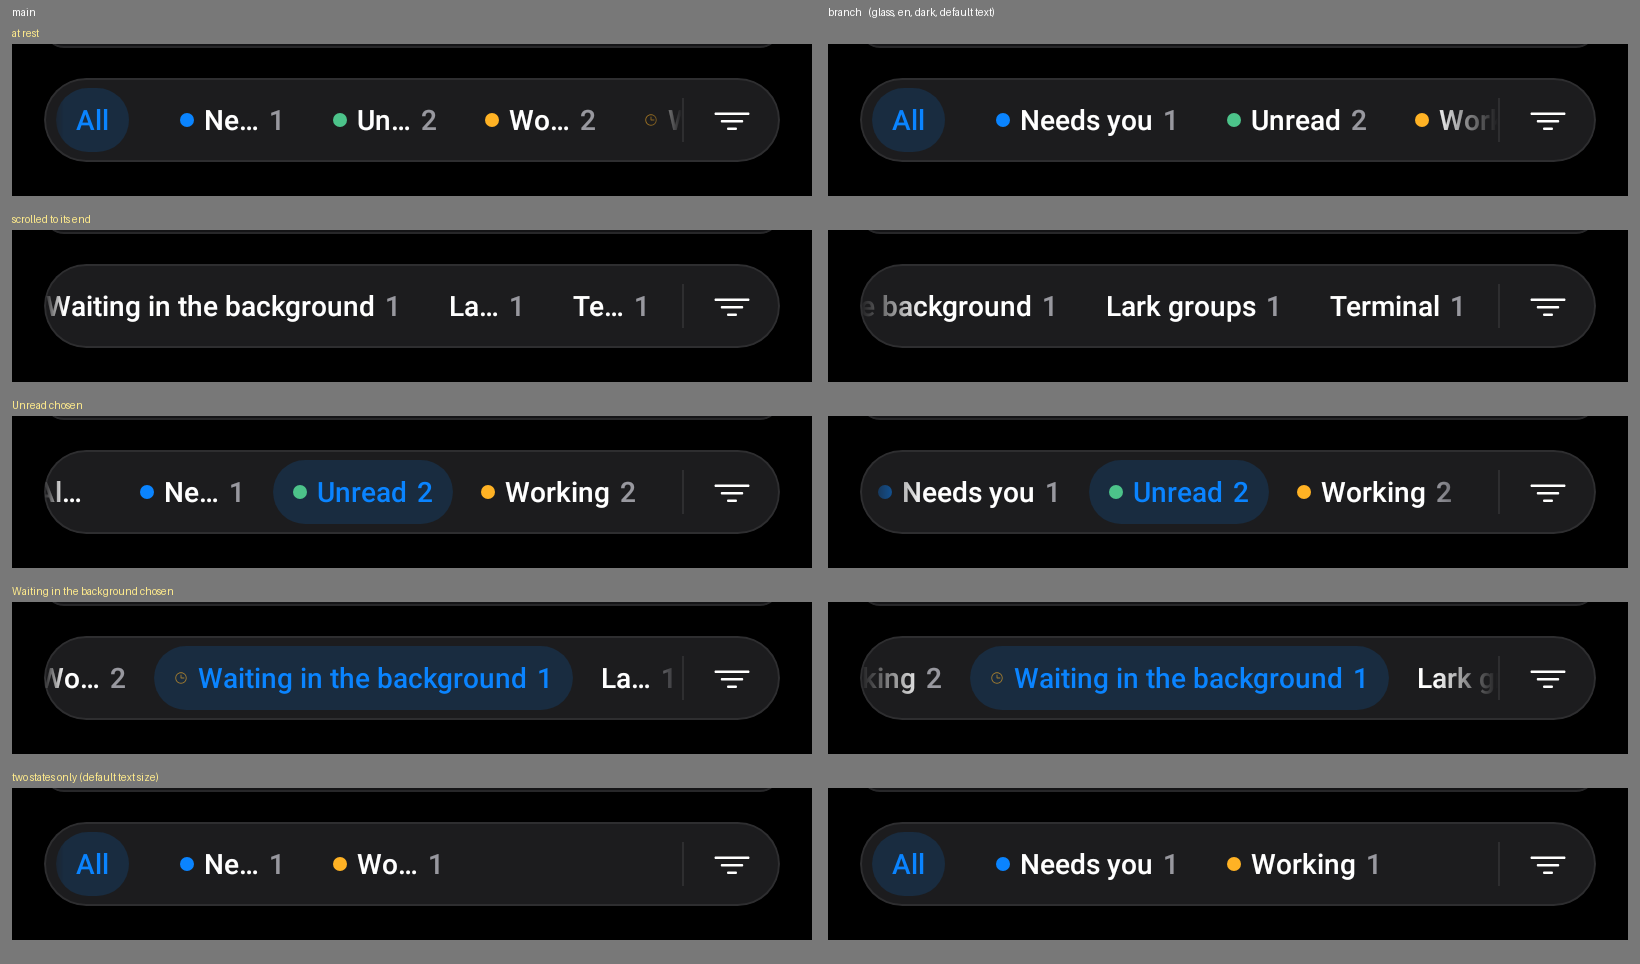 main
branch (glass, en, dark, default text)
at rest
All Ne... 1 Un... 2 Wo... 2 W
All Needs you 1 Unread 2 Worl
scrolled to its end
Waiting in the background 1 La... 1 Te... 1
e background 1 Lark groups 1 Terminal 1
Unread chosen
Al... Ne... 1 Unread 2 Working 2
Needs you 1 Unread 2 Working 2
Waiting in the background chosen
Wo... 2 Waiting in the background 1 La... 1
king 2 Waiting in the background 1 Lark g
two states only (default text size)
All Ne... 1 Wo... 1
All Needs you 1 Working 1